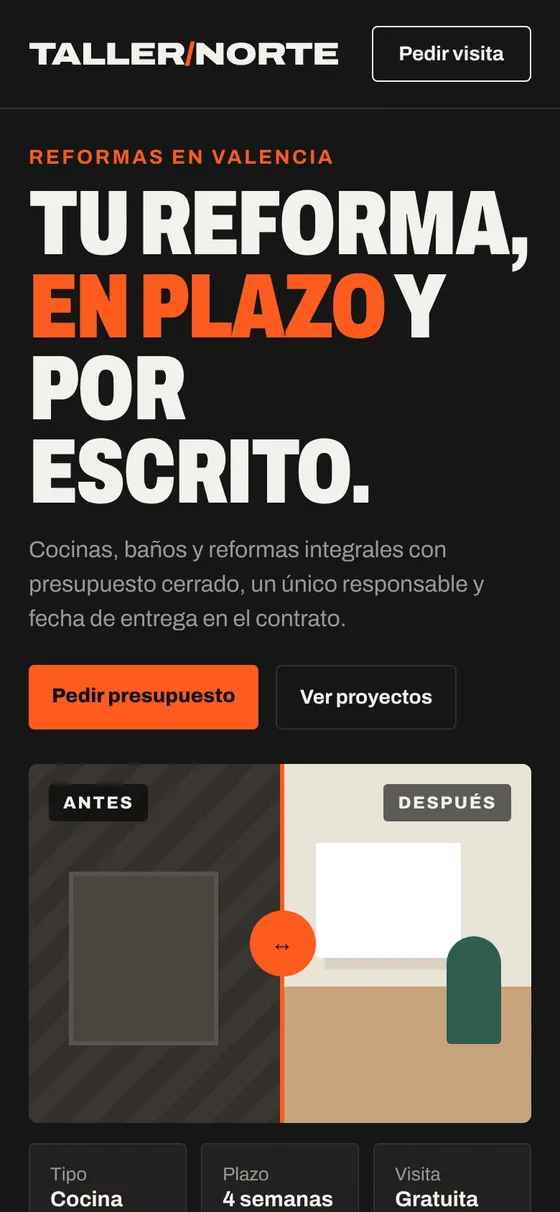 TALLER/NORTE
Pedir visita
REFORMAS EN VALENCIA
TU REFORMA,
EN PLAZO Y
POR
ESCRITO.
Cocinas, baños y reformas integrales con
presupuesto cerrado, un único responsable y
fecha de entrega en el contrato.
Pedir presupuesto
Ver proyectos
ANTES
DESPUÉS
↔
Tipo
Cocina
Plazo
4 semanas
Visita
Gratuita